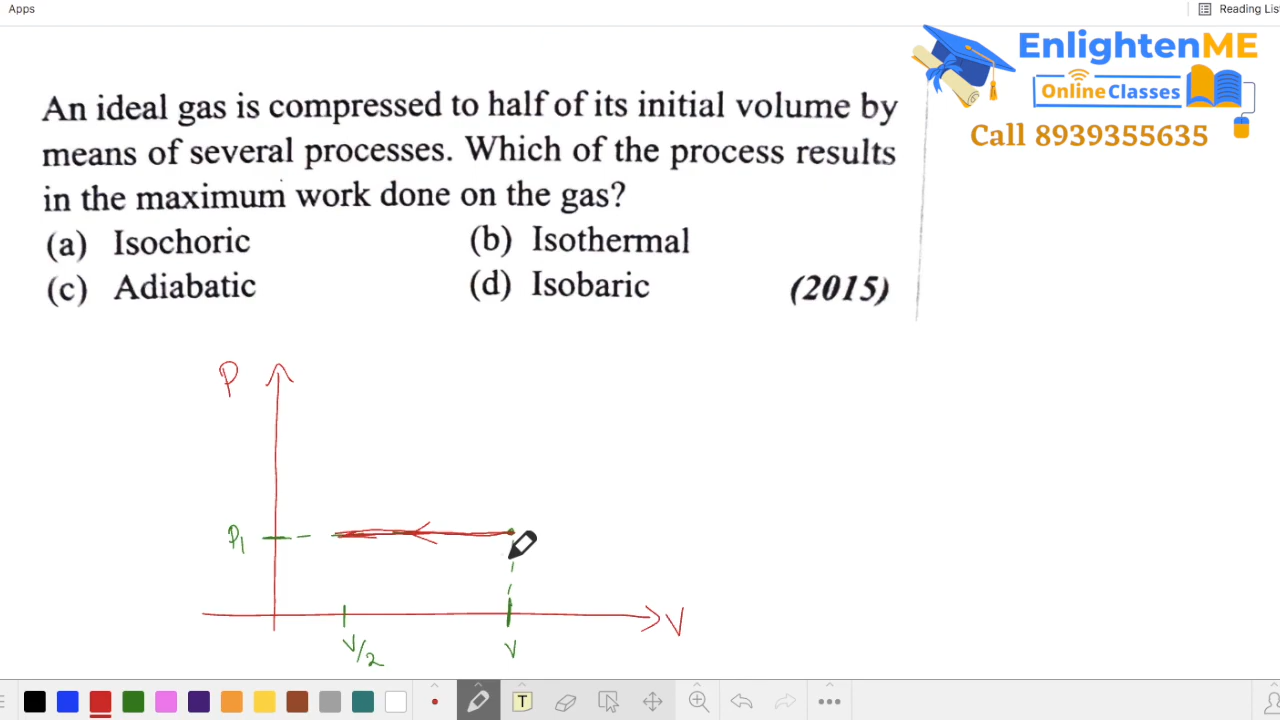 Apps
Reading Lis
EnlightenME
OnlineClasses
Call 8939355635
An ideal gas is compressed to half of its initial volume by
means of several processes. Which of the process results
in the maximum work done on the gas?
(a) Isochoric (b) Isothermal
(c) Adiabatic (d) Isobaric (2015)
P
P1
V
V/2
V
T